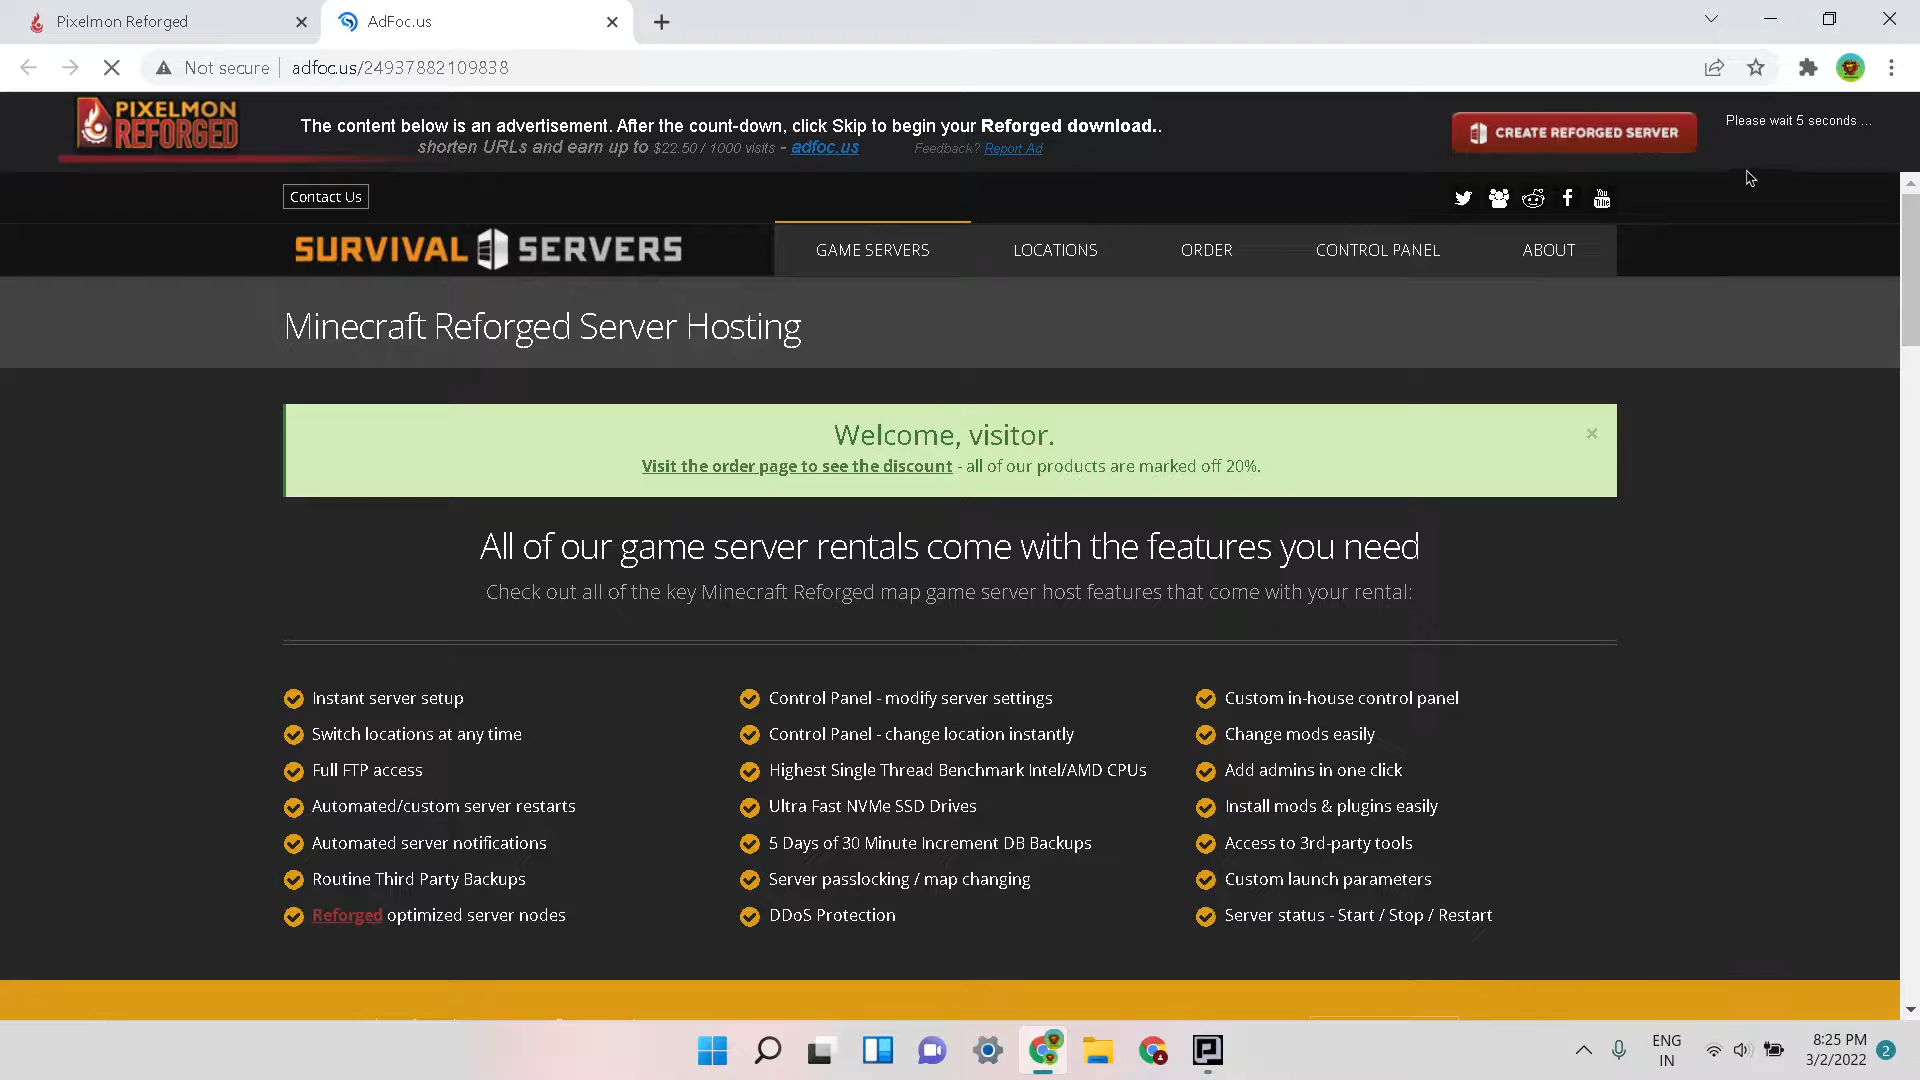 Pixelmon Reforged
AdFoc.us
Not secure
adfoc.us/24937882109838
PIXELMON
REFORGED
The content below is an advertisement. After the count-down, click Skip to begin your Reforged download..
shorten URLs and earn up to $22.50 / 1000 visits - adfoc.us
Feedback? Report Ad
CREATE REFORGED SERVER
Please wait 5 seconds ...
Contact Us
You
Tube
SURVIVAL SERVERS
GAME SERVERS
LOCATIONS
ORDER
CONTROL PANEL
ABOUT
Minecraft Reforged Server Hosting
Welcome, visitor.
Visit the order page to see the discount - all of our products are marked off 20%.
All of our game server rentals come with the features you need
Check out all of the key Minecraft Reforged map game server host features that come with your rental:
Instant server setup
Switch locations at any time
Full FTP access
Automated/custom server restarts
Automated server notifications
Routine Third Party Backups
Reforged optimized server nodes
Control Panel - modify server settings
Control Panel - change location instantly
Highest Single Thread Benchmark Intel/AMD CPUs
Ultra Fast NVMe SSD Drives
5 Days of 30 Minute Increment DB Backups
Server passlocking / map changing
DDoS Protection
Custom in-house control panel
Change mods easily
Add admins in one click
Install mods & plugins easily
Access to 3rd-party tools
Custom launch parameters
Server status - Start / Stop / Restart
ENG
IN
8:25 PM
3/2/2022
2